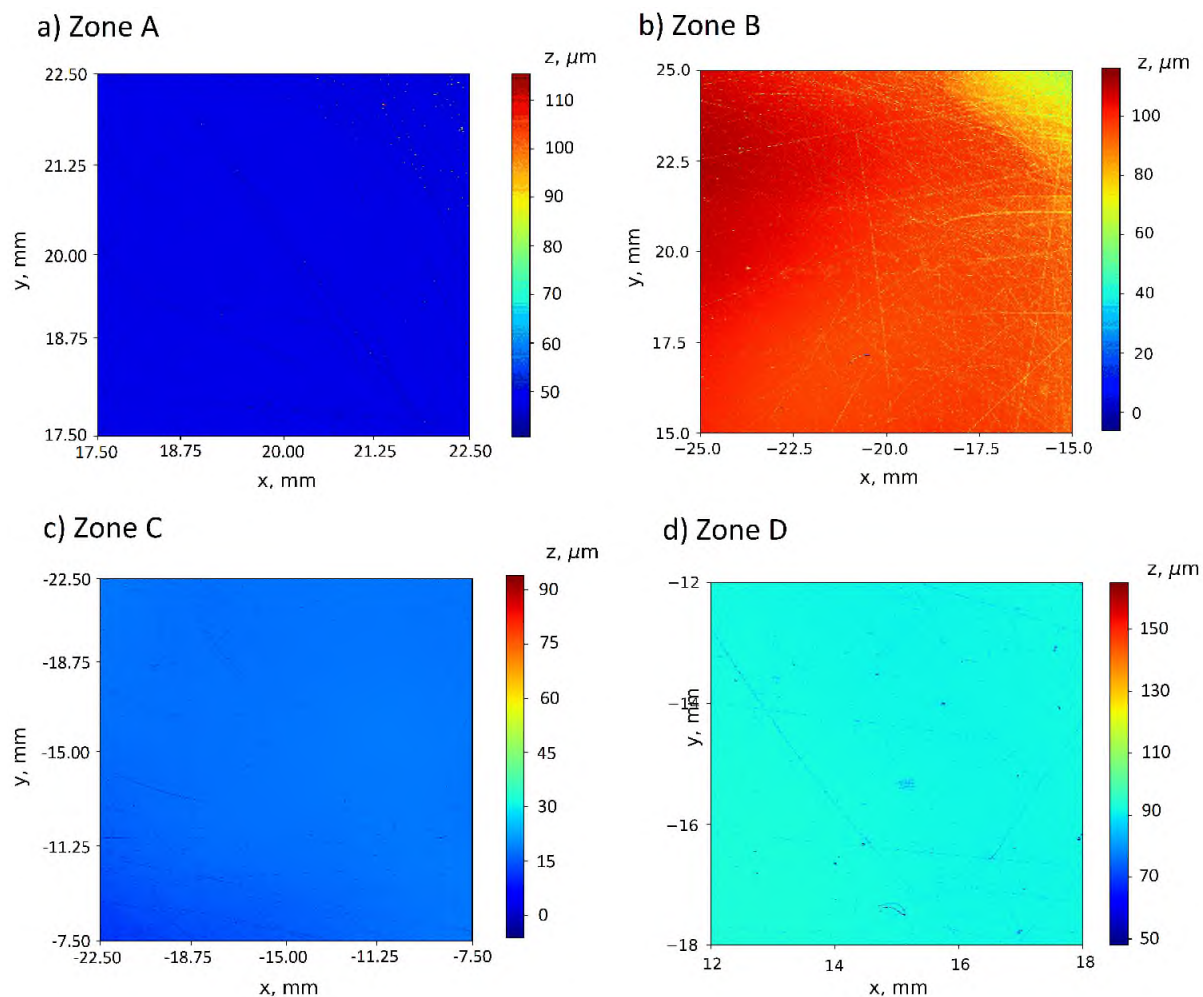 a) Zone A
z, μm
22.50
21.25
20.00
18.75
17.50
y, mm
17.50 18.75 20.00 21.25 22.50
x, mm
110
100
90
80
70
60
50
b) Zone B
z, μm
25.0
22.5
20.0
17.5
15.0
y, mm
−25.0 −22.5 −20.0 −17.5 −15.0
x, mm
100
80
60
40
20
0
c) Zone C
z, μm
-22.50
-18.75
-15.00
-11.25
-7.50
y, mm
-22.50 -18.75 -15.00 -11.25 -7.50
x, mm
90
75
60
45
30
15
0
d) Zone D
z, μm
−12
−14
−16
−18
y, mm
12 14 16 18
x, mm
150
130
110
90
70
50